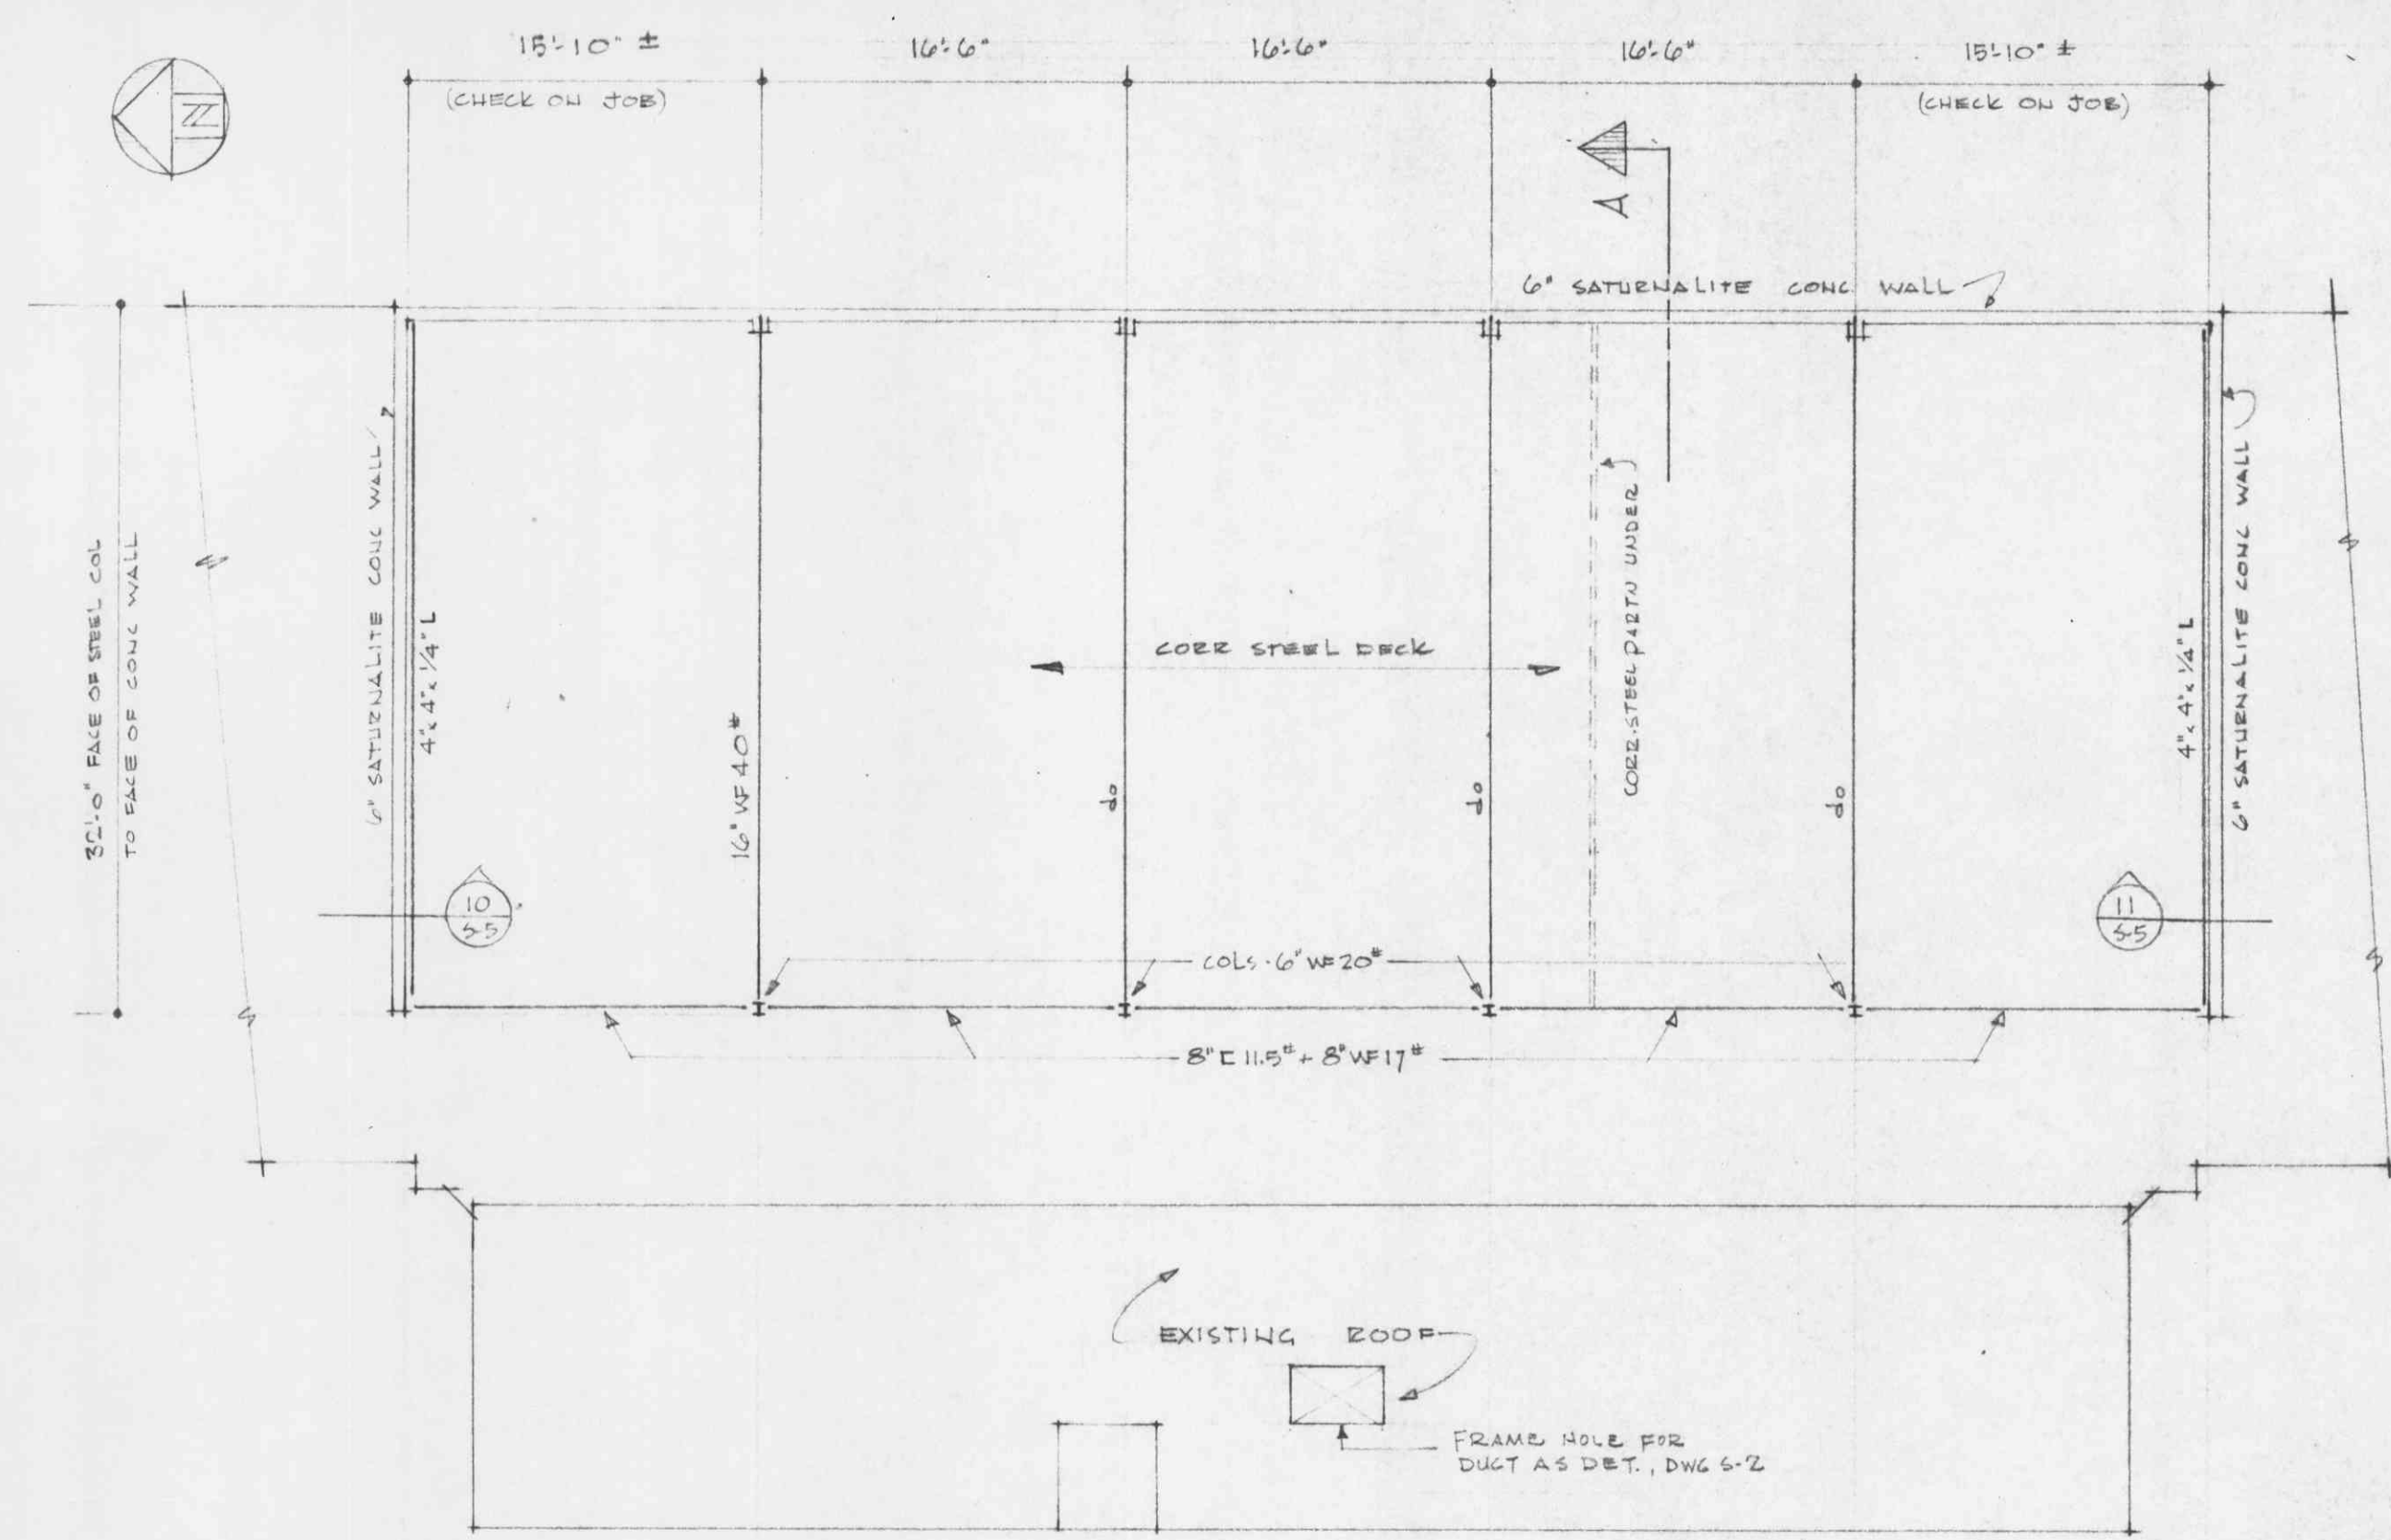 15'-10" ±
16'-6"
16'-6"
16'-6"
15'-10" ±
(CHECK ON JOB)
(CHECK ON JOB)
N
A
6" SATURNALITE CONC WALL
32'-0" FACE OF STEEL COL
TO FACE OF CONC WALL
6" SATURNALITE CONC WALL
4" x 4" x 1/4" L
16" WF 40#
do
CORR STEEL DECK
do
CORR. STEEL PARTN UNDER
do
4" x 4" x 1/4" L
6" SATURNALITE CONC WALL
10
S-5
11
S-5
COLS - 6" WF 20#
8" [ 11.5# + 8" WF 17#
EXISTING ROOF
FRAME HOLE FOR
DUCT AS DET., DWG S-2